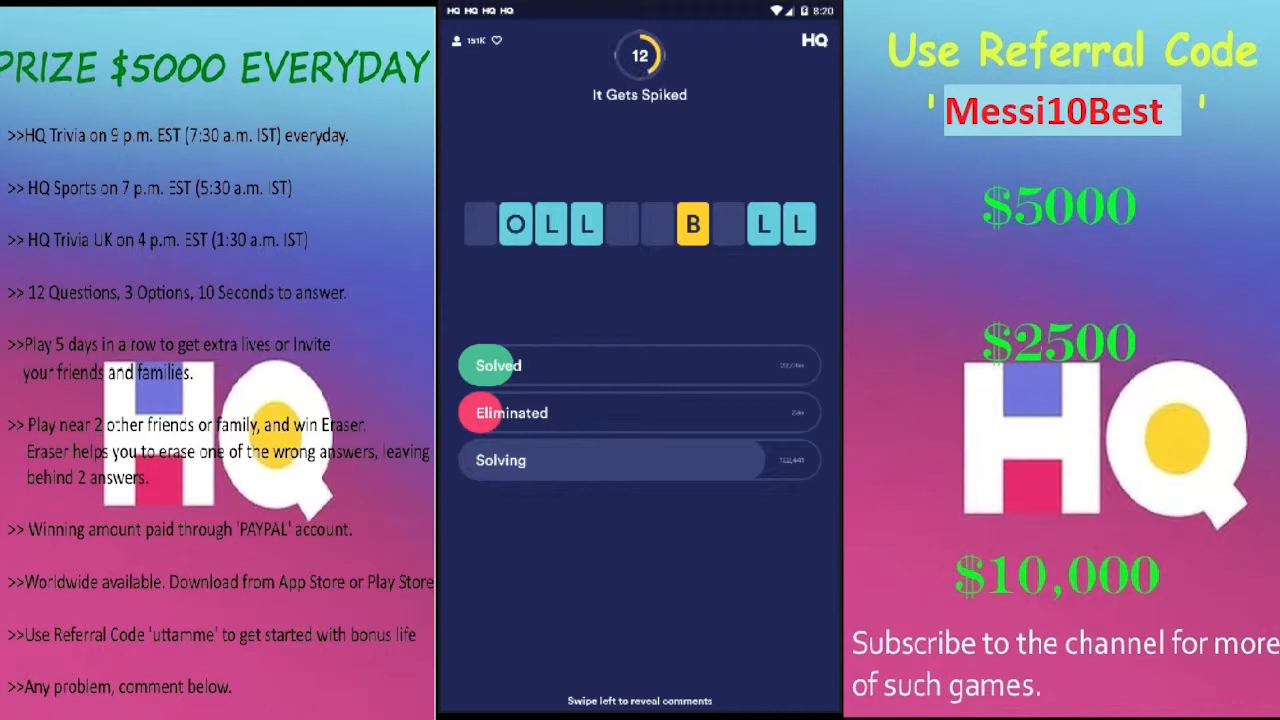 PRIZE $5000 EVERYDAY
>>HQ Trivia on 9 p.m. EST (7:30 a.m. IST) everyday.
>> HQ Sports on 7 p.m. EST (5:30 a.m. IST)
>> HQ Trivia UK on 4 p.m. EST (1:30 a.m. IST)
>> 12 Questions, 3 Options, 10 Seconds to answer.
>>Play 5 days in a row to get extra lives or Invite
your friends and families.
>> Play near 2 other friends or family, and win Eraser.
Eraser helps you to erase one of the wrong answers, leaving
behind 2 answers.
>> Winning amount paid through 'PAYPAL' account.
>>Worldwide available. Download from App Store or Play Store
>>Use Referral Code 'uttamme' to get started with bonus life
>>Any problem, comment below.
HQ
HQ HQ HQ HQ 8:20
151K HQ
12
It Gets Spiked
OLL B LL
Solved
Eliminated
Solving
Swipe left to reveal comments
Use Referral Code
' Messi10Best '
$5000
$2500
HQ
$10,000
Subscribe to the channel for more
of such games.